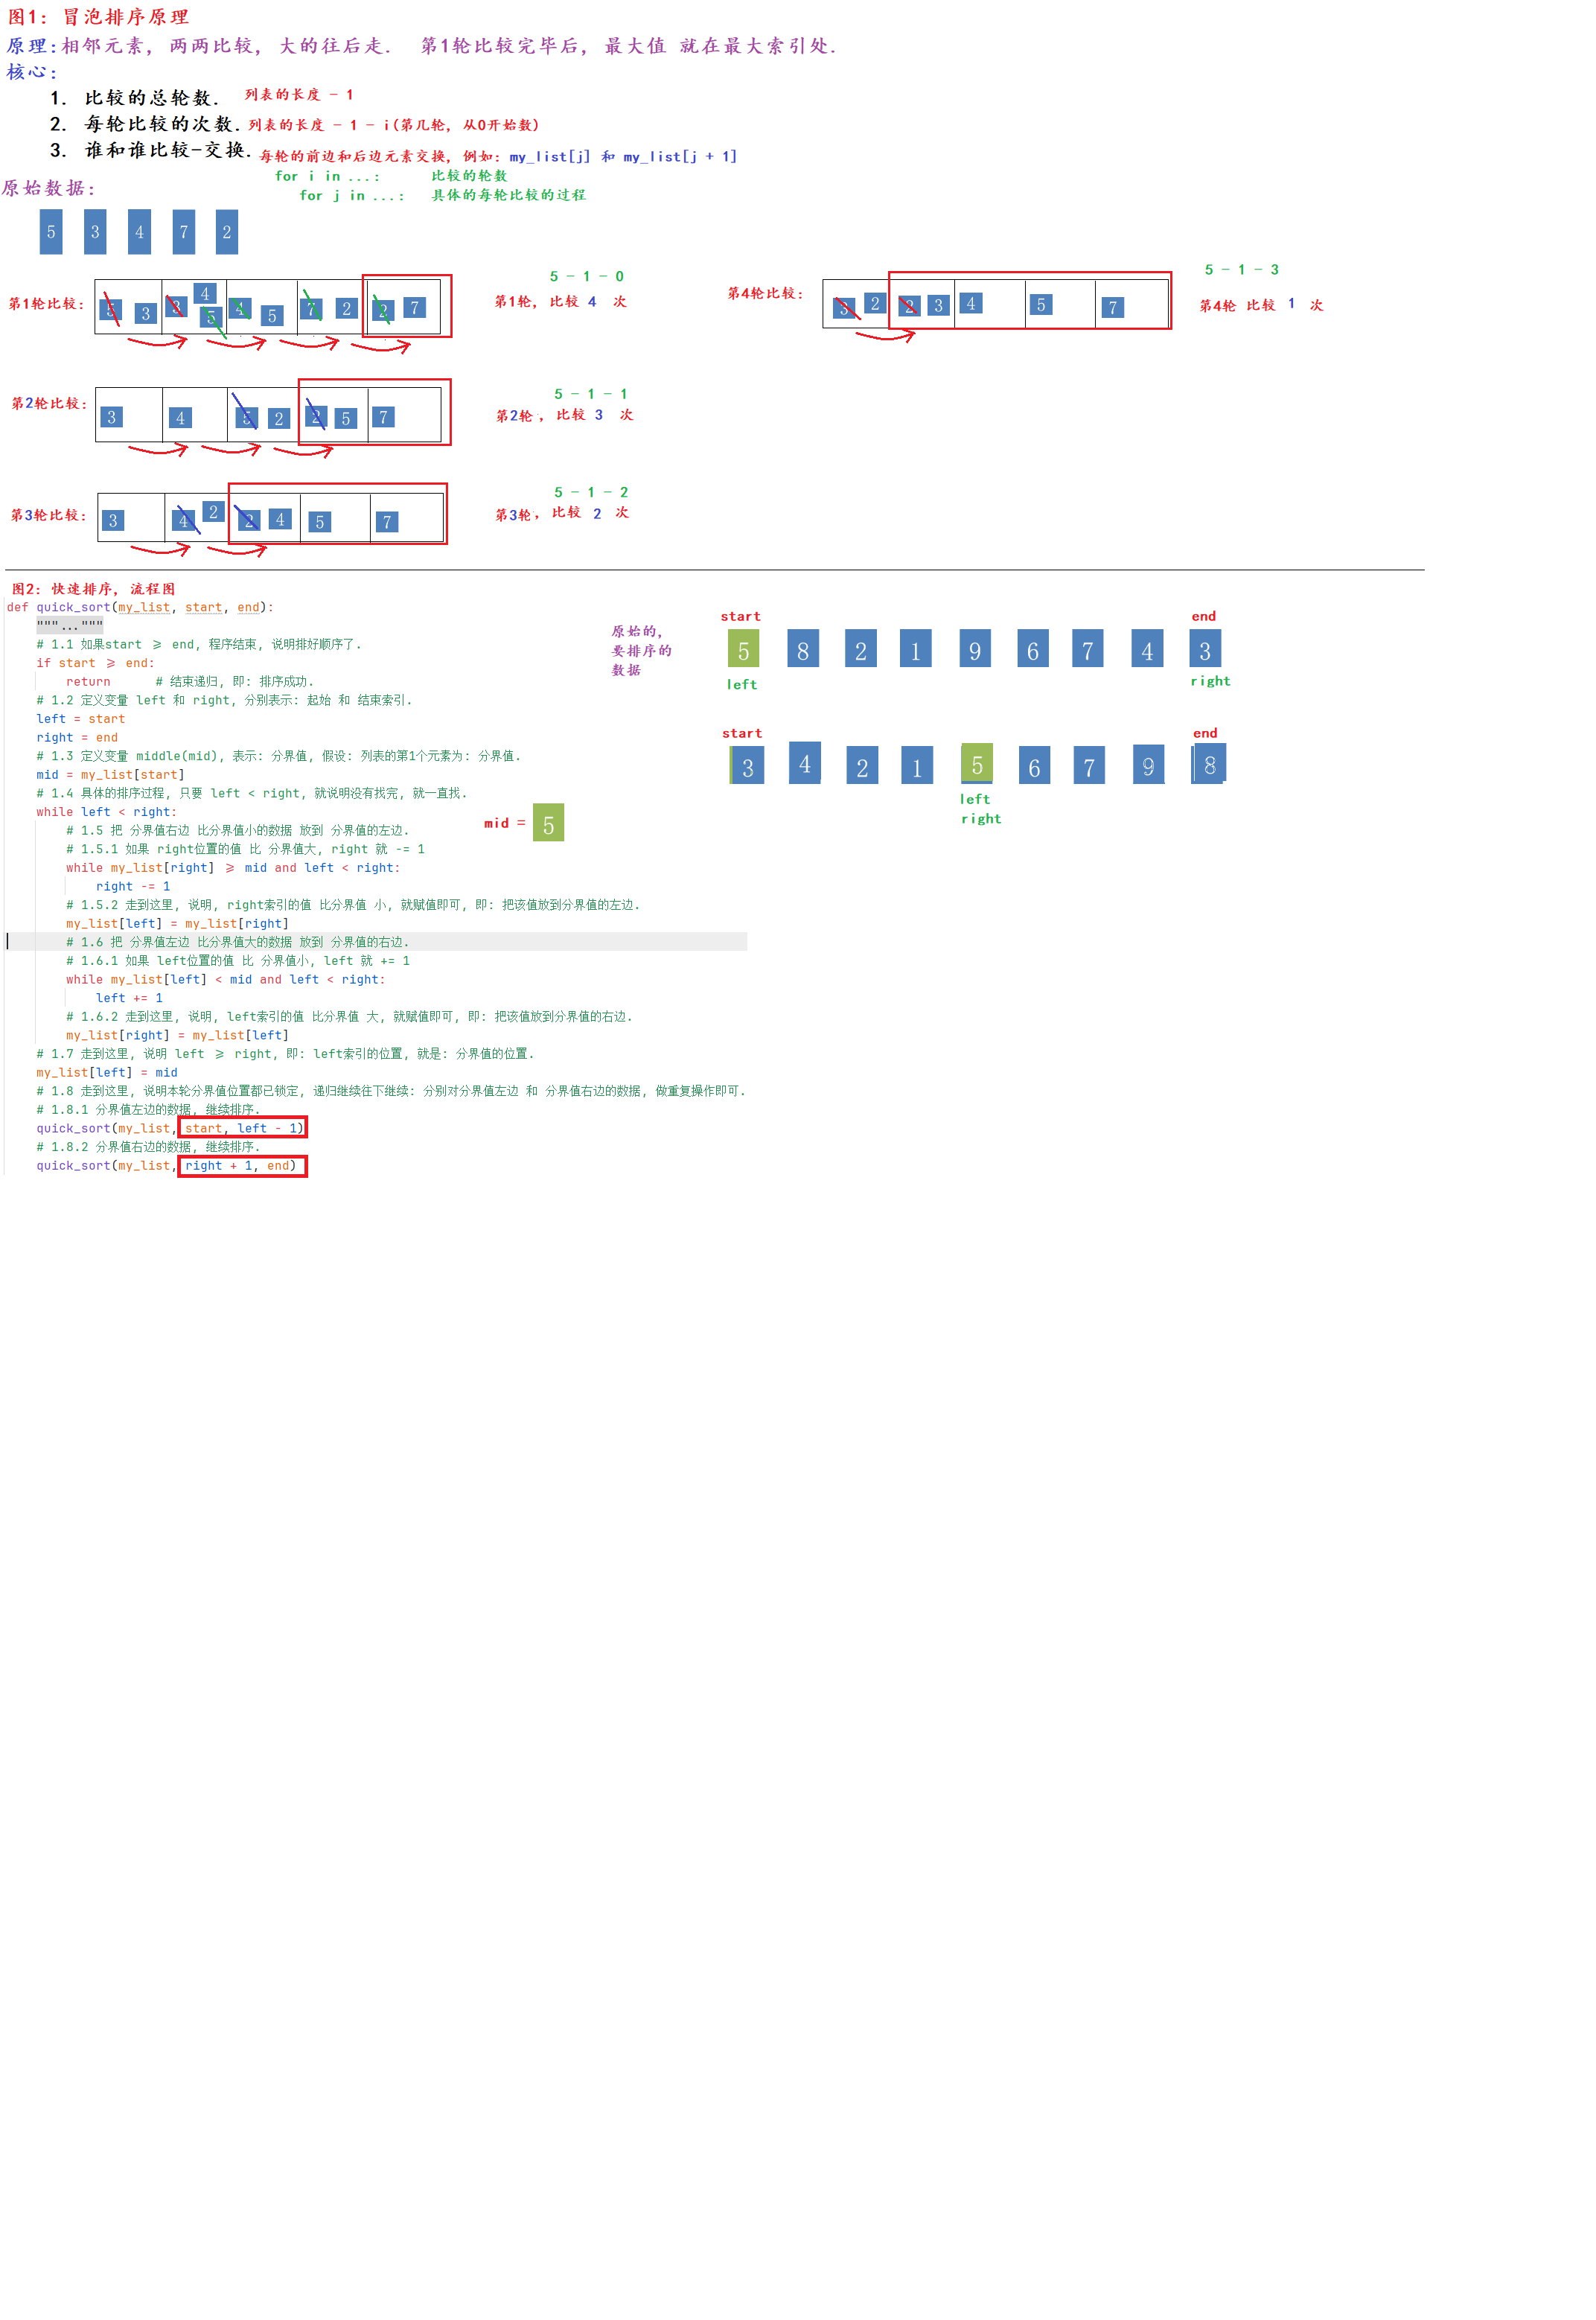 图1: 冒泡排序原理
原理:相邻元素, 两两比较, 大的往后走. 第1轮比较完毕后, 最大值 就在最大索引处.
核心:
1. 比较的总轮数. 列表的长度 - 1
2. 每轮比较的次数. 列表的长度 - 1 - i(第几轮, 从0开始数)
3. 谁和谁比较-交换. 每轮的前边和后边元素交换, 例如: my_list[j] 和 my_list[j + 1]
for i in ...: 比较的轮数
for j in ...: 具体的每轮比较的过程
原始数据:
5 3 4 7 2
5 - 1 - 0
第1轮比较: 5 3 3 4 5 4 5 7 2 2 7 第1轮, 比较 4 次
5 - 1 - 3
第4轮比较: 3 2 2 3 4 5 7 第4轮 比较 1 次
5 - 1 - 1
第2轮比较: 3 4 5 2 2 5 7 第2轮, 比较 3 次
5 - 1 - 2
第3轮比较: 3 4 2 2 4 5 7 第3轮, 比较 2 次
图2: 快速排序, 流程图
def quick_sort(my_list, start, end):
"""..."""
# 1.1 如果start ≥ end, 程序结束, 说明排好顺序了.
if start ≥ end:
return # 结束递归, 即: 排序成功.
# 1.2 定义变量 left 和 right, 分别表示: 起始 和 结束索引.
left = start
right = end
# 1.3 定义变量 middle(mid), 表示: 分界值, 假设: 列表的第1个元素为: 分界值.
mid = my_list[start]
# 1.4 具体的排序过程, 只要 left < right, 就说明没有找完, 就一直找.
while left < right:
# 1.5 把 分界值右边 比分界值小的数据 放到 分界值的左边.
# 1.5.1 如果 right位置的值 比 分界值大, right 就 -= 1
while my_list[right] ≥ mid and left < right:
right -= 1
# 1.5.2 走到这里, 说明, right索引的值 比分界值 小, 就赋值即可, 即: 把该值放到分界值的左边.
my_list[left] = my_list[right]
# 1.6 把 分界值左边 比分界值大的数据 放到 分界值的右边.
# 1.6.1 如果 left位置的值 比 分界值小, left 就 += 1
while my_list[left] < mid and left < right:
left += 1
# 1.6.2 走到这里, 说明, left索引的值 比分界值 大, 就赋值即可, 即: 把该值放到分界值的右边.
my_list[right] = my_list[left]
# 1.7 走到这里, 说明 left ≥ right, 即: left索引的位置, 就是: 分界值的位置.
my_list[left] = mid
# 1.8 走到这里, 说明本轮分界值位置都已锁定, 递归继续往下继续: 分别对分界值左边 和 分界值右边的数据, 做重复操作即可.
# 1.8.1 分界值左边的数据, 继续排序.
quick_sort(my_list, start, left - 1)
# 1.8.2 分界值右边的数据, 继续排序.
quick_sort(my_list, right + 1, end)
原始的,
要排序的
数据
start end
5 8 2 1 9 6 7 4 3
left right
start end
3 4 2 1 5 6 7 9 8
left
right
mid = 5